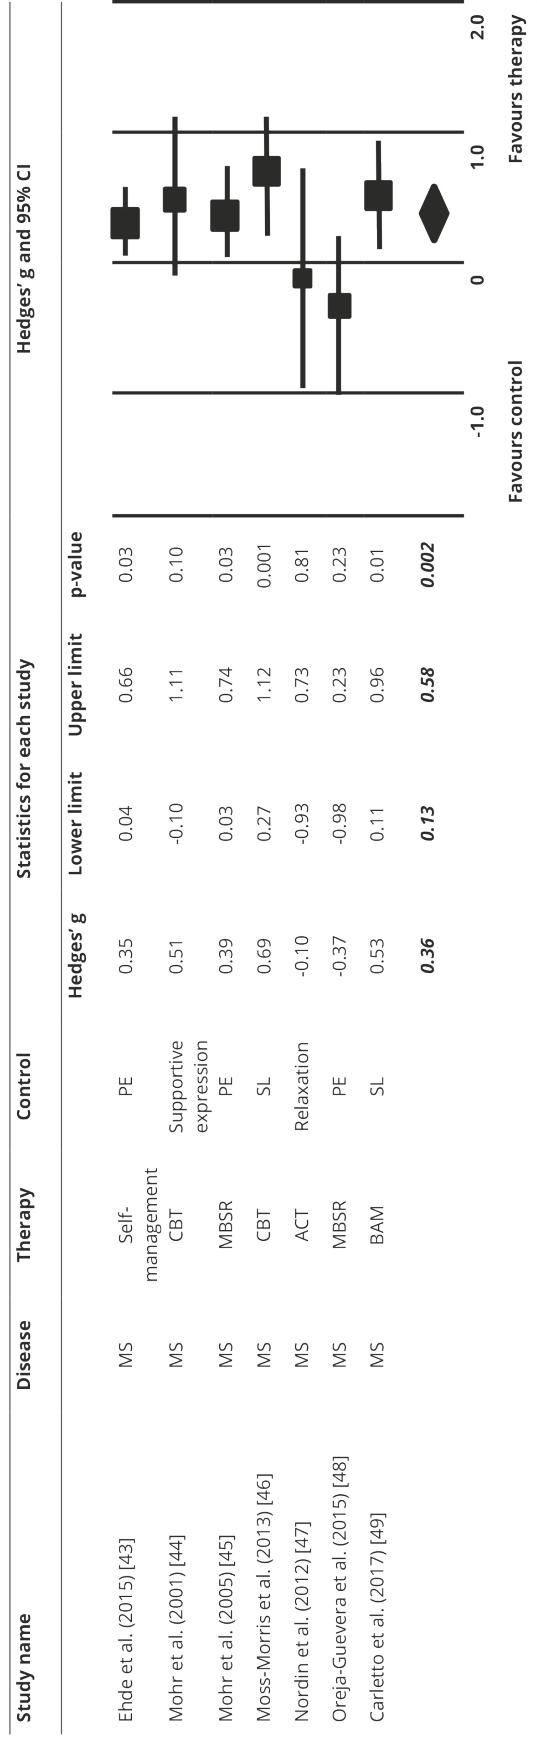 Statistics for each study Hedges’ g and 95% CI
Study name Disease Therapy Control Hedges’ g Lower limit Upper limit p-value
Ehde et al. (2015) [43] MS Self- PE 0.35 0.04 0.66 0.03
management
Mohr et al. (2001) [44] MS CBT Supportive 0.51 -0.10 1.11 0.10
expression
Mohr et al. (2005) [45] MS MBSR PE 0.39 0.03 0.74 0.03
Moss-Morris et al. (2013) [46] MS CBT SL 0.69 0.27 1.12 0.001
Nordin et al. (2012) [47] MS ACT Relaxation -0.10 -0.93 0.73 0.81
Oreja-Guevera et al. (2015) [48] MS MBSR PE -0.37 -0.98 0.23 0.23
Carletto et al. (2017) [49] MS BAM SL 0.53 0.11 0.96 0.01
0.36 0.13 0.58 0.002
-1.0 0 1.0 2.0
Favours control Favours therapy